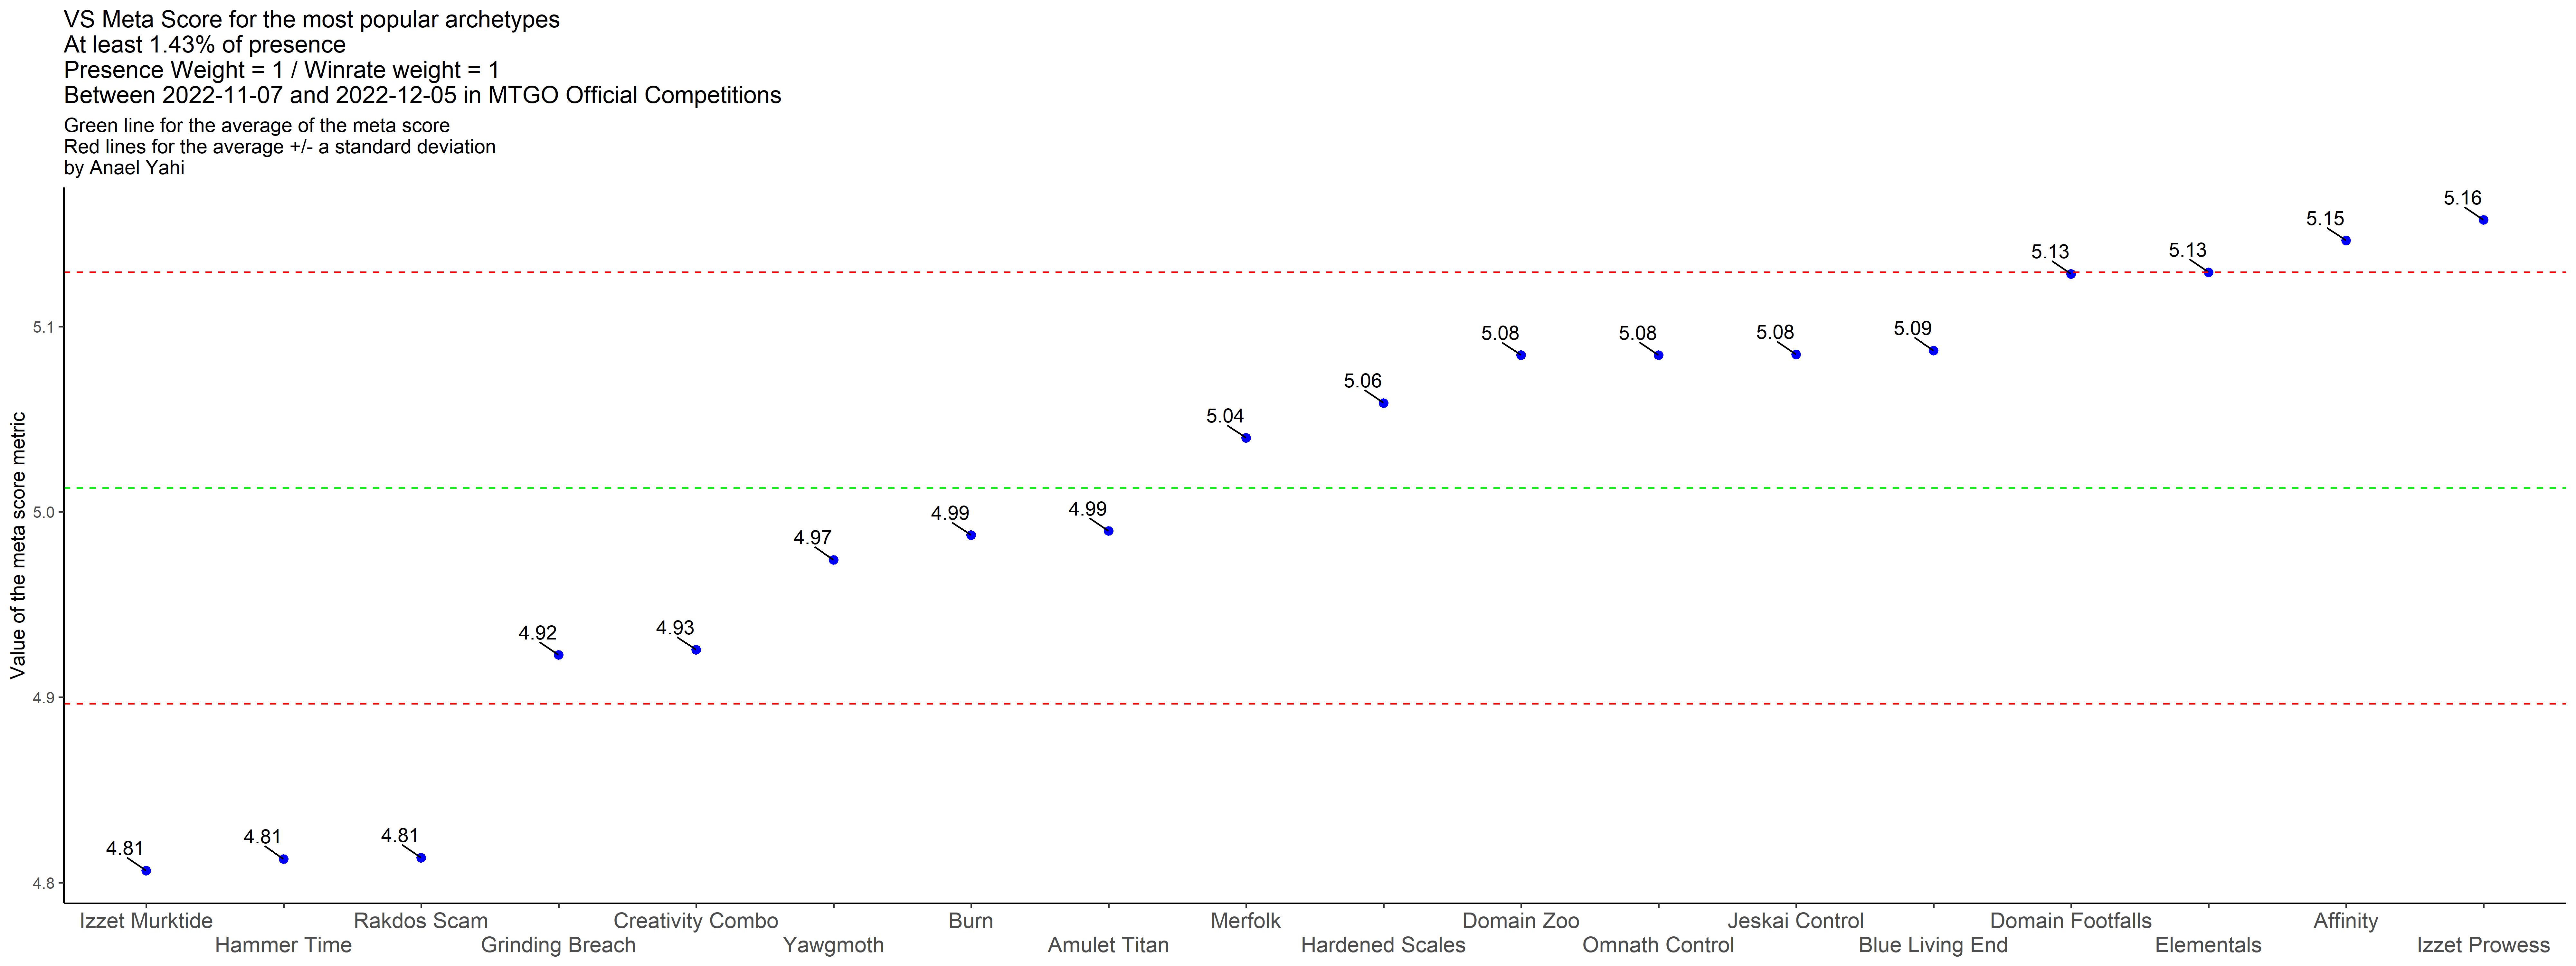 VS Meta Score for the most popular archetypes
At least 1.43% of presence
Presence Weight = 1 / Winrate weight = 1
Between 2022-11-07 and 2022-12-05 in MTGO Official Competitions
Green line for the average of the meta score
Red lines for the average +/- a standard deviation
by Anael Yahi
Value of the meta score metric
5.1
5.0
4.9
4.8
4.81
4.81
4.81
4.92
4.93
4.97
4.99
4.99
5.04
5.06
5.08
5.08
5.08
5.09
5.13
5.13
5.15
5.16
Izzet Murktide
Hammer Time
Rakdos Scam
Grinding Breach
Creativity Combo
Yawgmoth
Burn
Amulet Titan
Merfolk
Hardened Scales
Domain Zoo
Omnath Control
Jeskai Control
Blue Living End
Domain Footfalls
Elementals
Affinity
Izzet Prowess